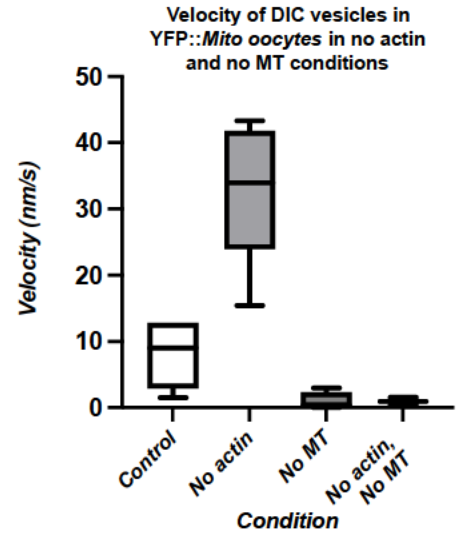 Velocity of DIC vesicles in
YFP::Mito oocytes in no actin
and no MT conditions
50
40
30
20
10
0
Velocity (nm/s)
Control
No actin
No MT
No actin,
No MT
Condition